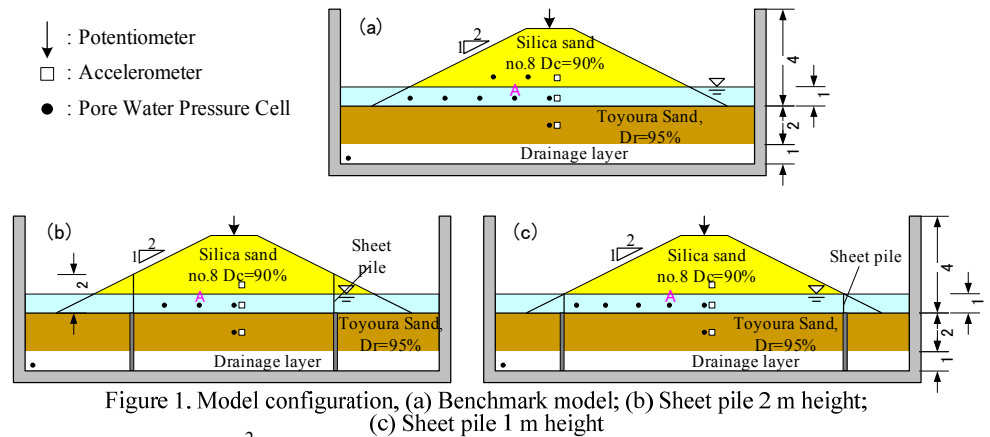 : Potentiometer
: Accelerometer
: Pore Water Pressure Cell
(a)
1 2
Silica sand
no.8 Dc=90%
A
Toyoura Sand,
Dr=95%
Drainage layer
4
1
2
1
(b)
1 2
2
Silica sand
no.8 Dc=90%
Sheet
pile
A
Toyoura Sand,
Dr=95%
Drainage layer
(c)
1 2
Silica sand
no.8 Dc=90%
Sheet pile
A
Toyoura Sand,
Dr=95%
Drainage layer
4
1
2
1
Figure 1. Model configuration, (a) Benchmark model; (b) Sheet pile 2 m height;
(c) Sheet pile 1 m height
2